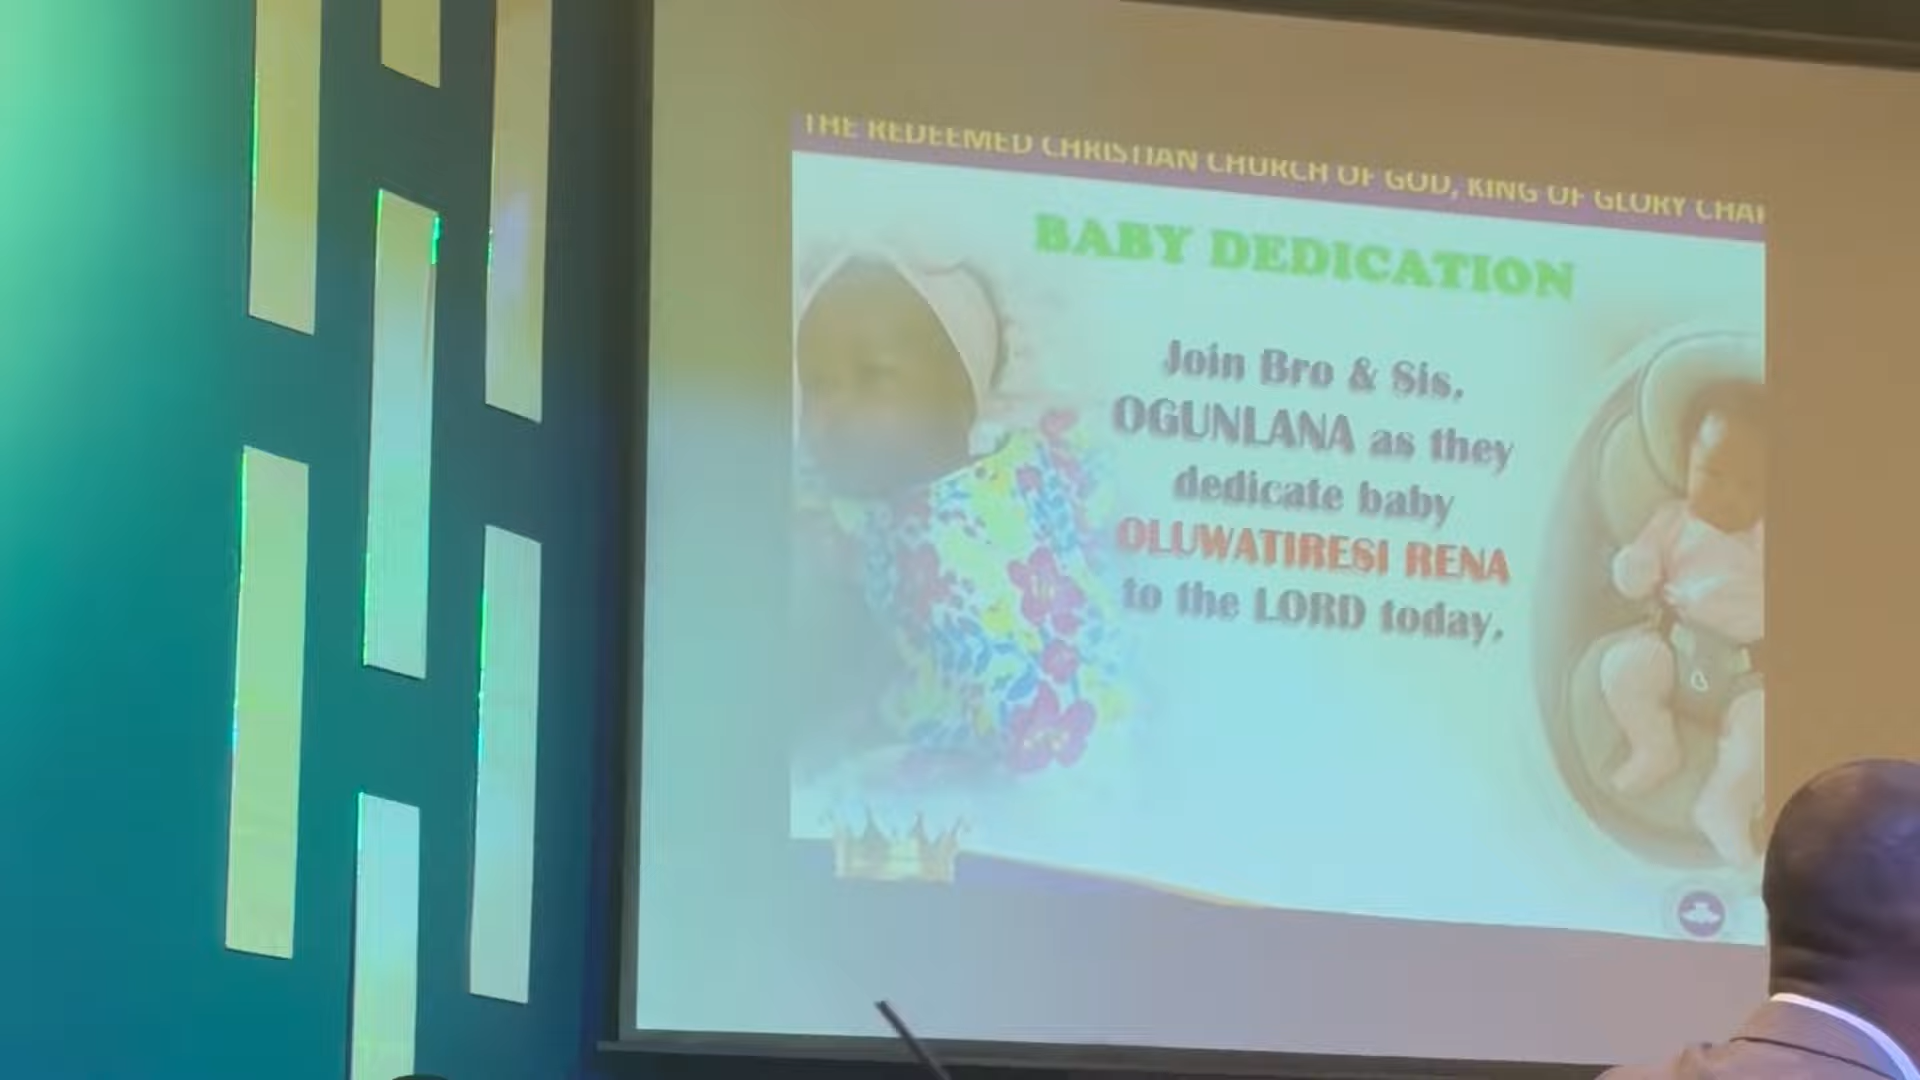 THE REDEEMED CHRISTIAN CHURCH OF GOD, KING OF GLORY
BABY DEDICATION
Join Bro & Sis.
OGUNLANA as they
dedicate baby
OLUWATIRESI RENA
to the LORD today.